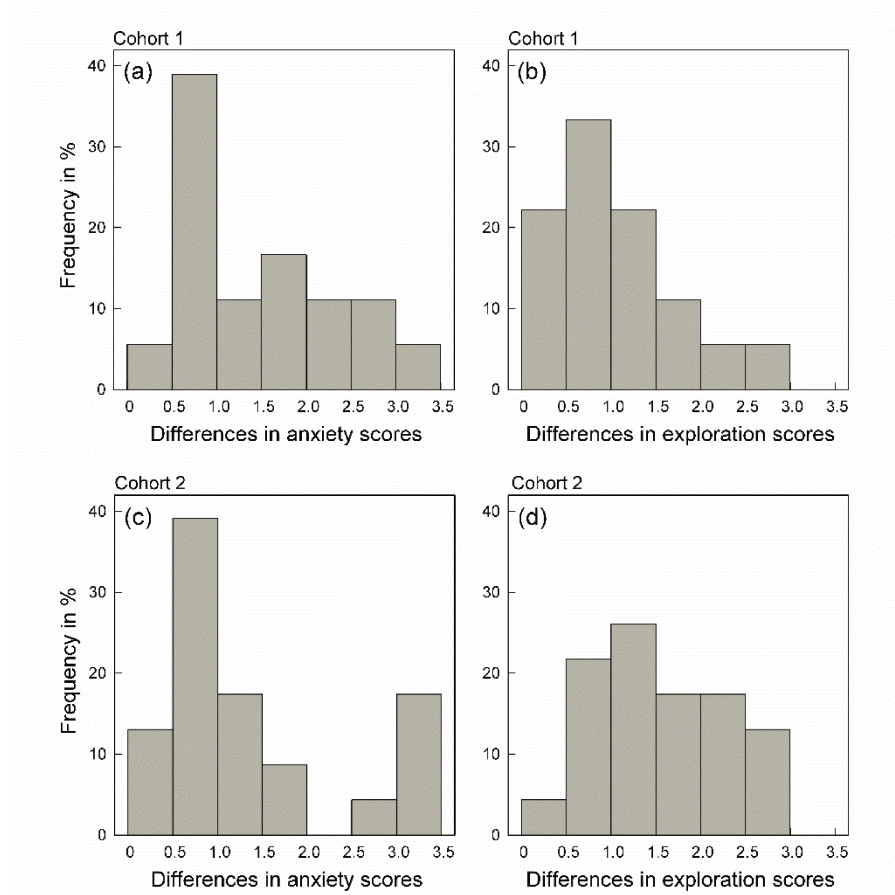 Cohort 1
(a)
40
30
20
10
0
Frequency in %
0 0.5 1.0 1.5 2.0 2.5 3.0 3.5
Differences in anxiety scores
Cohort 1
(b)
40
30
20
10
0
0 0.5 1.0 1.5 2.0 2.5 3.0 3.5
Differences in exploration scores
Cohort 2
(c)
40
30
20
10
0
Frequency in %
0 0.5 1.0 1.5 2.0 2.5 3.0 3.5
Differences in anxiety scores
Cohort 2
(d)
40
30
20
10
0
0 0.5 1.0 1.5 2.0 2.5 3.0 3.5
Differences in exploration scores